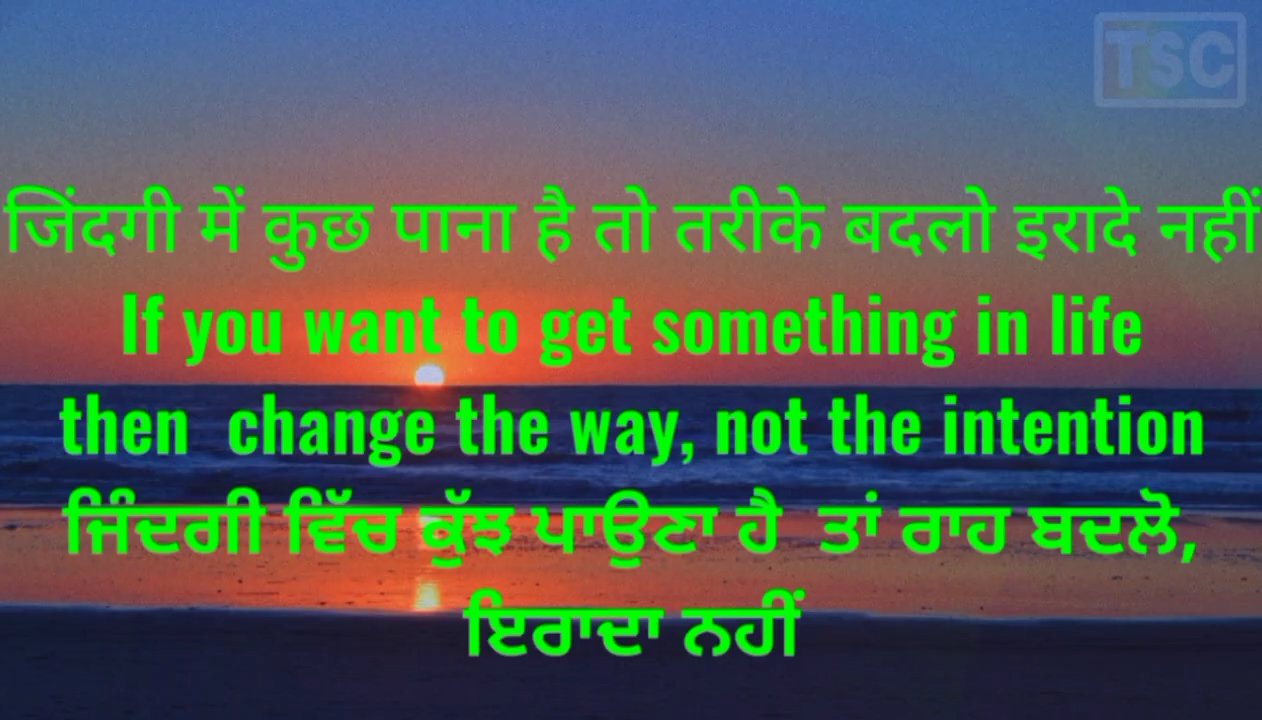 TSC
जिंदगी में कुछ पाना है तो तरीके बदलो इरादे नहीं
If you want to get something in life
then  change the way, not the intention
ਜਿੰਦਗੀ ਵਿੱਚ ਕੁੱਝ ਪਾਉਣਾ ਹੈ  ਤਾਂ ਰਾਹ ਬਦਲੋ,
ਇਰਾਦਾ ਨਹੀਂ